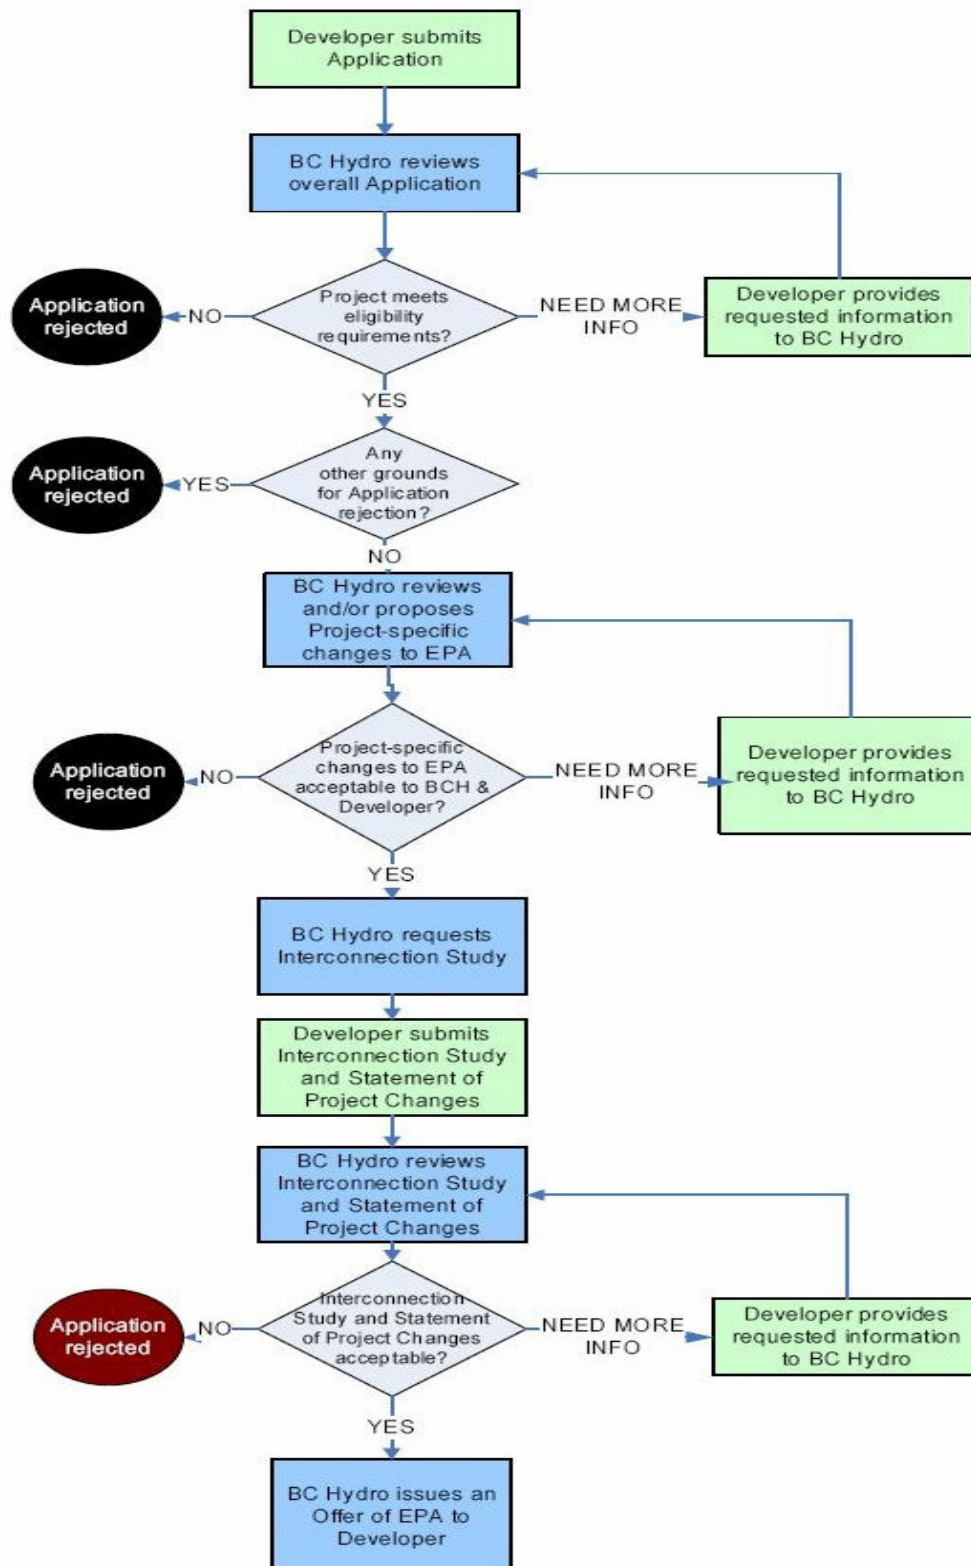 Developer submits
Application
BC Hydro reviews
overall Application
Project meets
eligibility
requirements?
NO
Application
rejected
NEED MORE
INFO
Developer provides
requested information
to BC Hydro
YES
Any
other grounds
for Application
rejection?
YES
Application
rejected
NO
BC Hydro reviews
and/or proposes
Project-specific
changes to EPA
Project-specific
changes to EPA
acceptable to BCH &
Developer?
NO
Application
rejected
NEED MORE
INFO
Developer provides
requested information
to BC Hydro
YES
BC Hydro requests
Interconnection Study
Developer submits
Interconnection Study
and Statement of
Project Changes
BC Hydro reviews
Interconnection Study
and Statement of
Project Changes
Interconnection
Study and Statement
of Project Changes
acceptable?
NO
Application
rejected
NEED MORE
INFO
Developer provides
requested information
to BC Hydro
YES
BC Hydro issues an
Offer of EPA to
Developer